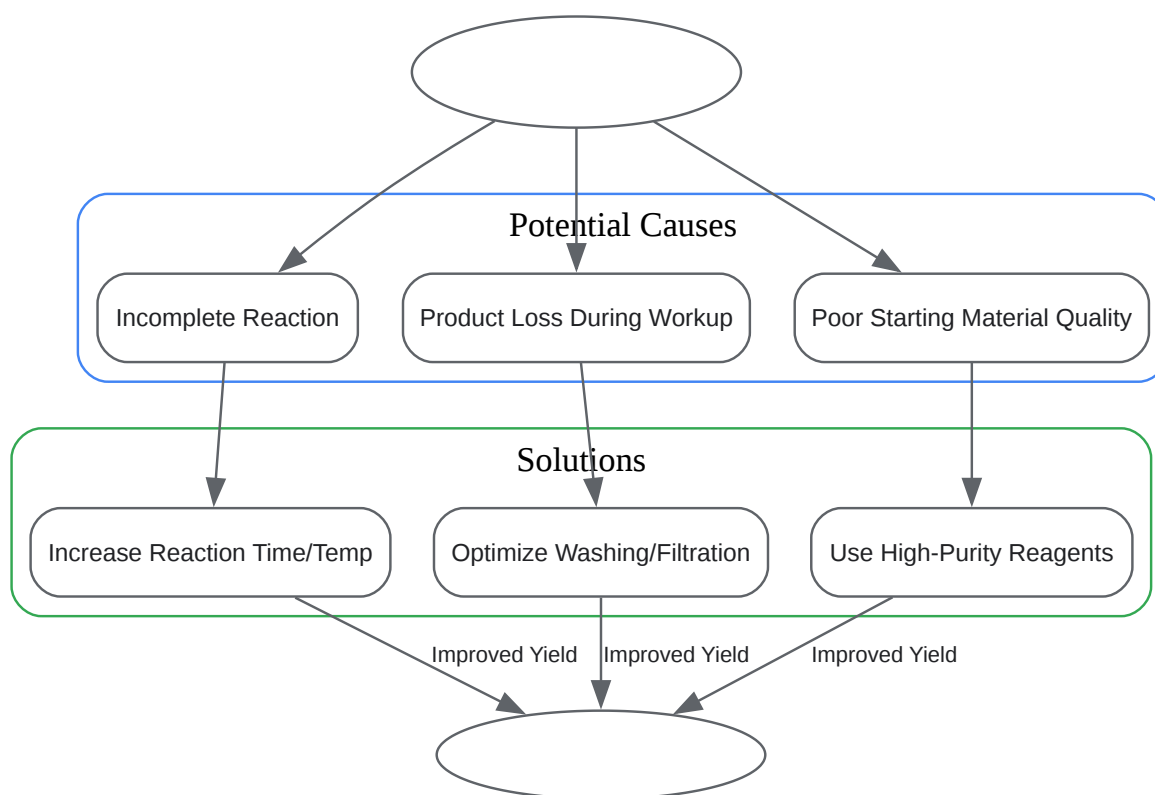 Potential Causes
Incomplete Reaction
Product Loss During Workup
Poor Starting Material Quality
Solutions
Increase Reaction Time/Temp
Optimize Washing/Filtration
Use High-Purity Reagents
Improved Yield
Improved Yield
Improved Yield